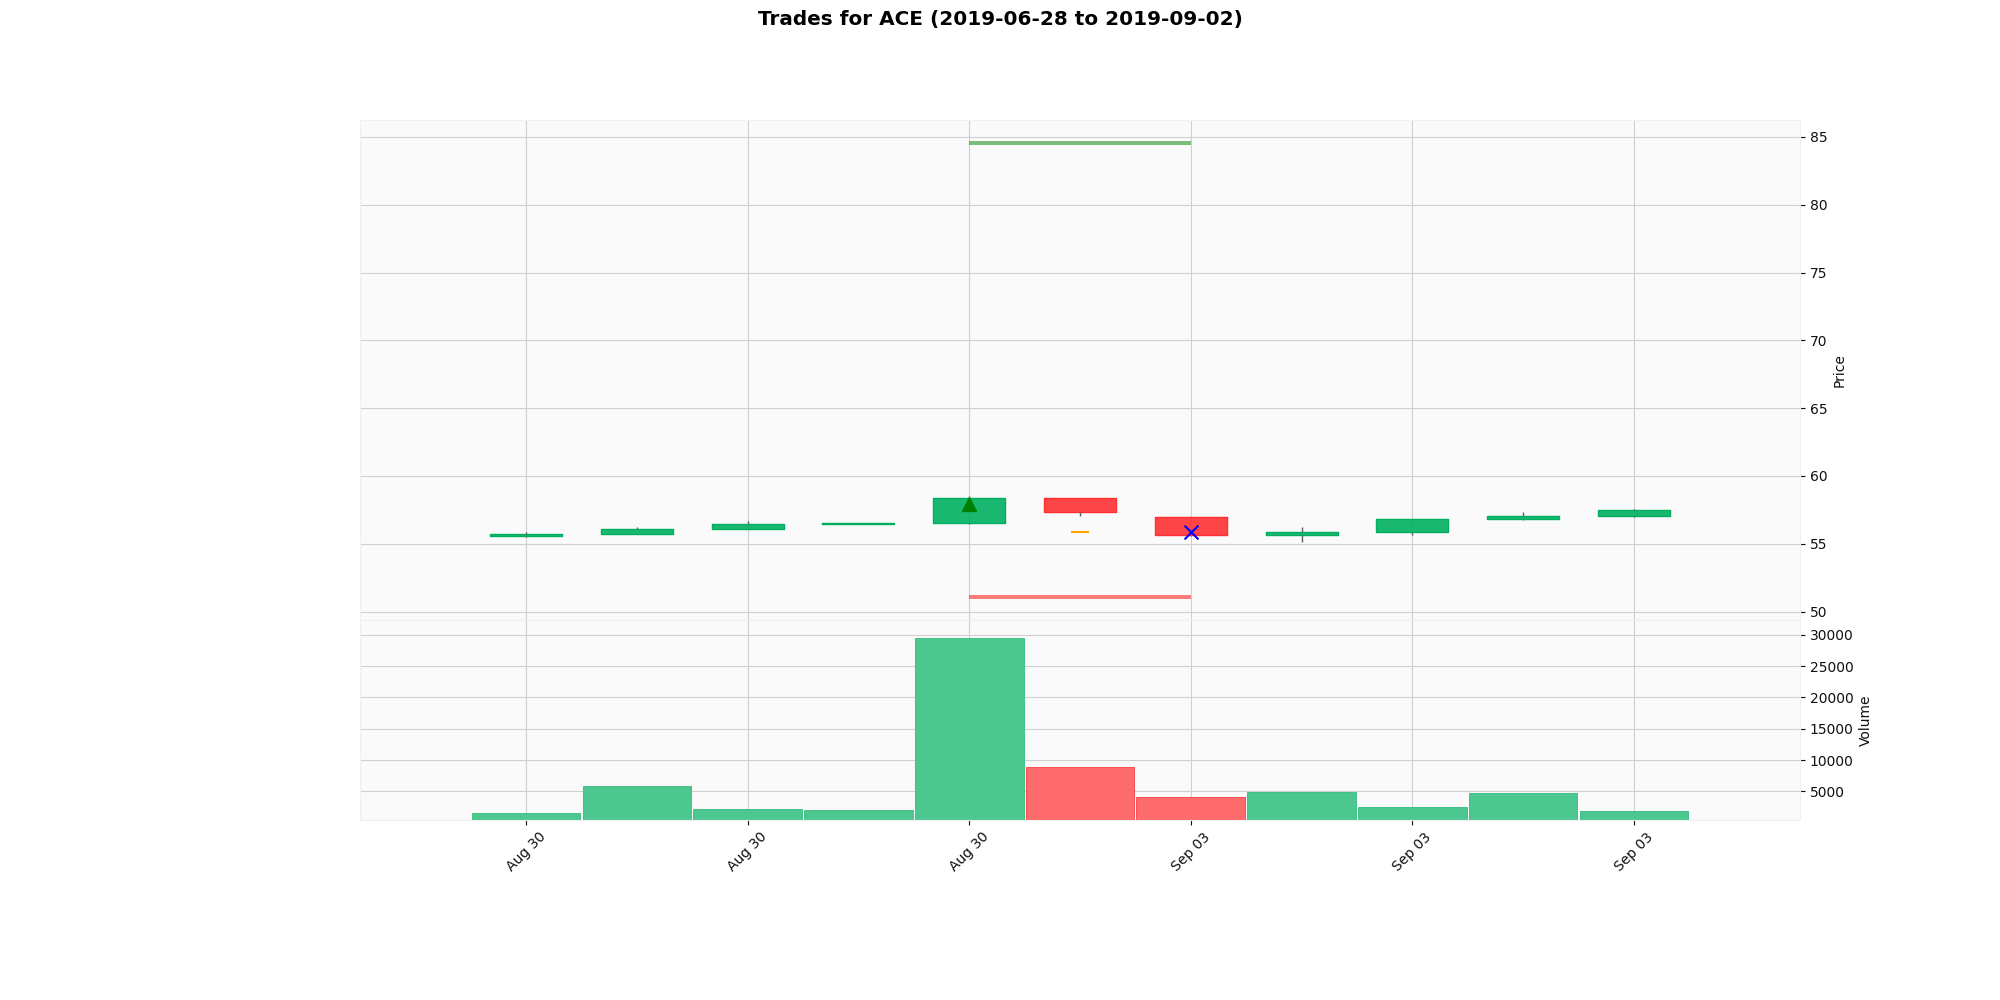 Trades for ACE (2019-06-28 to 2019-09-02)
85
80
75
70
65
60
55
50
Price
30000
25000
20000
15000
10000
5000
Volume
Aug 30
Aug 30
Aug 30
Sep 03
Sep 03
Sep 03